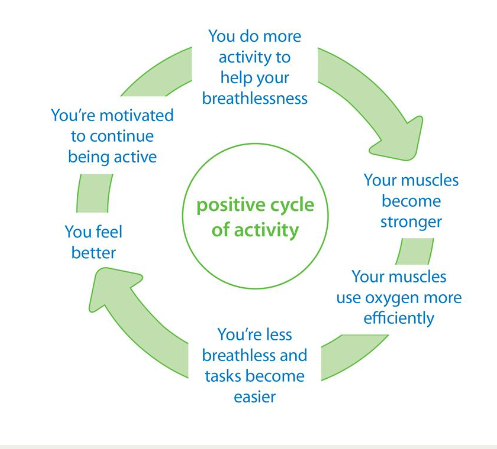 You do more
activity to
help your
breathlessness
Your muscles
become
stronger
Your muscles
use oxygen more
efficiently
You're less
breathless and
tasks become
easier
You feel
better
You're motivated
to continue
being active
positive cycle
of activity